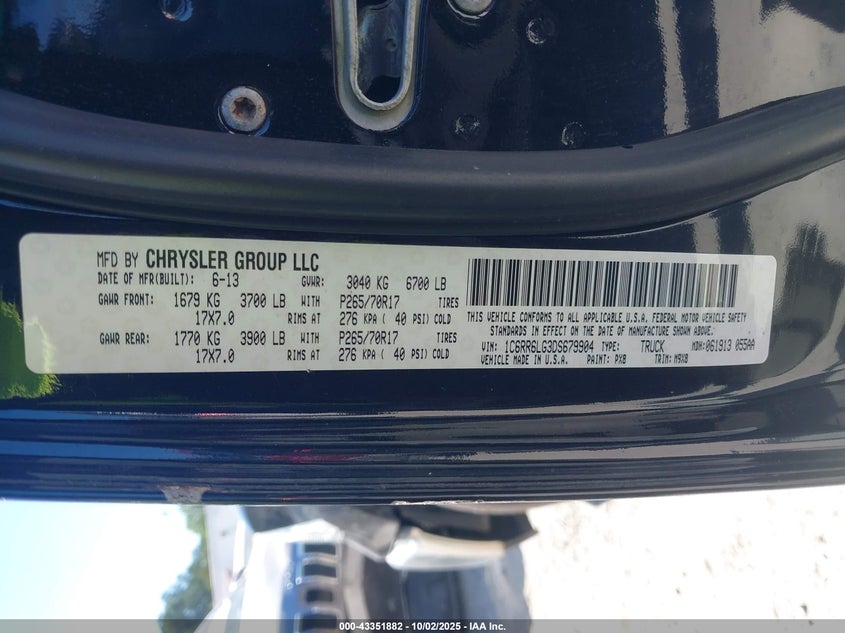 MFD BY CHRYSLER GROUP LLC
DATE OF MFR(BUILT): 6-13 GVWR: 3040 KG 6700 LB
GAWR FRONT: 1679 KG 3700 LB WITH P265/70R17 TIRES
17X7.0 RIMS AT 276 KPA ( 40 PSI) COLD
GAWR REAR: 1770 KG 3900 LB WITH P265/70R17 TIRES
17X7.0 RIMS AT 276 KPA ( 40 PSI) COLD
THIS VEHICLE CONFORMS TO ALL APPLICABLE U.S.A. FEDERAL MOTOR VEHICLE SAFETY
STANDARDS IN EFFECT ON THE DATE OF MANUFACTURE SHOWN ABOVE.
VIN: 1C6RR6LG3DS679904 TYPE: TRUCK MDH: 061913 055AA
VEHICLE MADE IN U.S.A. PAINT: PX8 TRIM: M9X8
000-43351882 - 10/02/2025 - IAA Inc.